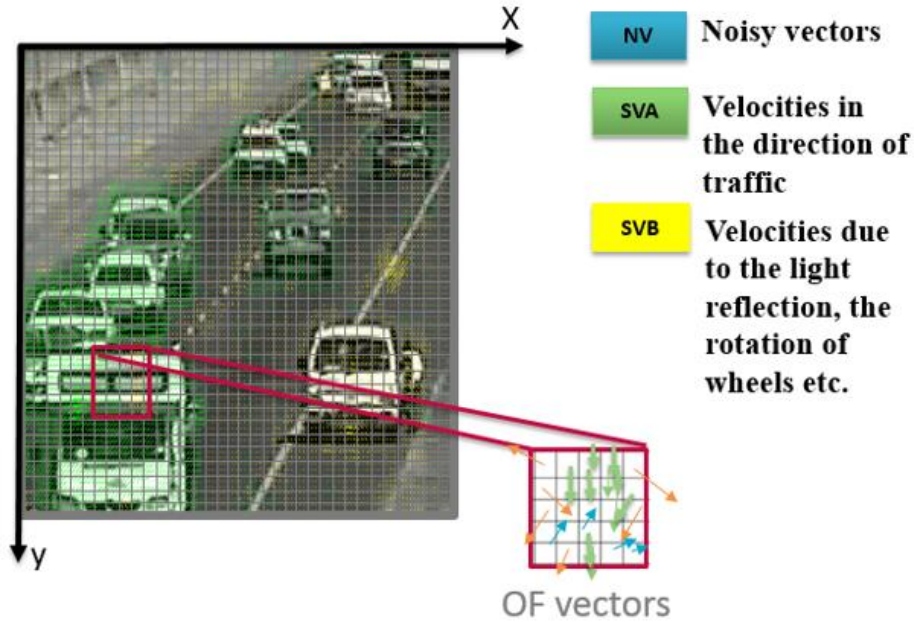 X
NV
Noisy vectors
SVA
Velocities in
the direction of
traffic
SVB
Velocities due
to the light
reflection, the
rotation of
wheels etc.
y
OF vectors